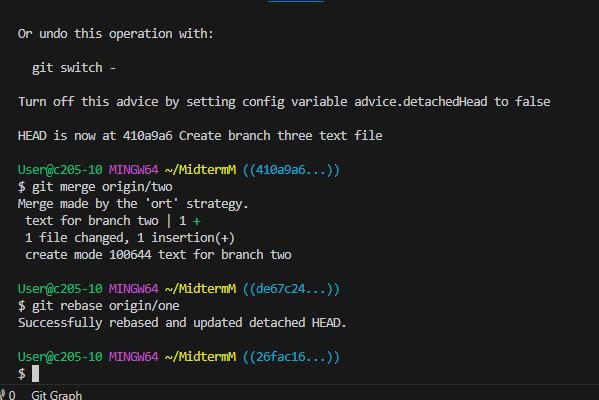 Or undo this operation with:
git switch -
Turn off this advice by setting config variable advice.detachedHead to false
HEAD is now at 410a9a6 Create branch three text file
User@c205-10 MINGW64 ~/MidtermM ((410a9a6...))
$ git merge origin/two
Merge made by the 'ort' strategy.
text for branch two | 1 +
1 file changed, 1 insertion(+)
create mode 100644 text for branch two
User@c205-10 MINGW64 ~/MidtermM ((de67c24...))
$ git rebase origin/one
Successfully rebased and updated detached HEAD.
User@c205-10 MINGW64 ~/MidtermM ((26fac16...))
$
0 Git Graph